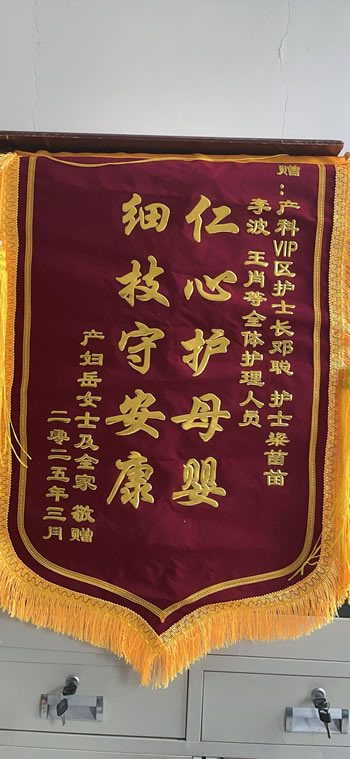 赠：产科VIP区护士长邓聪 护士梁茵苗
李波 王肖等全体护理人员
仁心护母婴
细技守安康
产妇岳女士及全家 敬赠
二零二五年三月